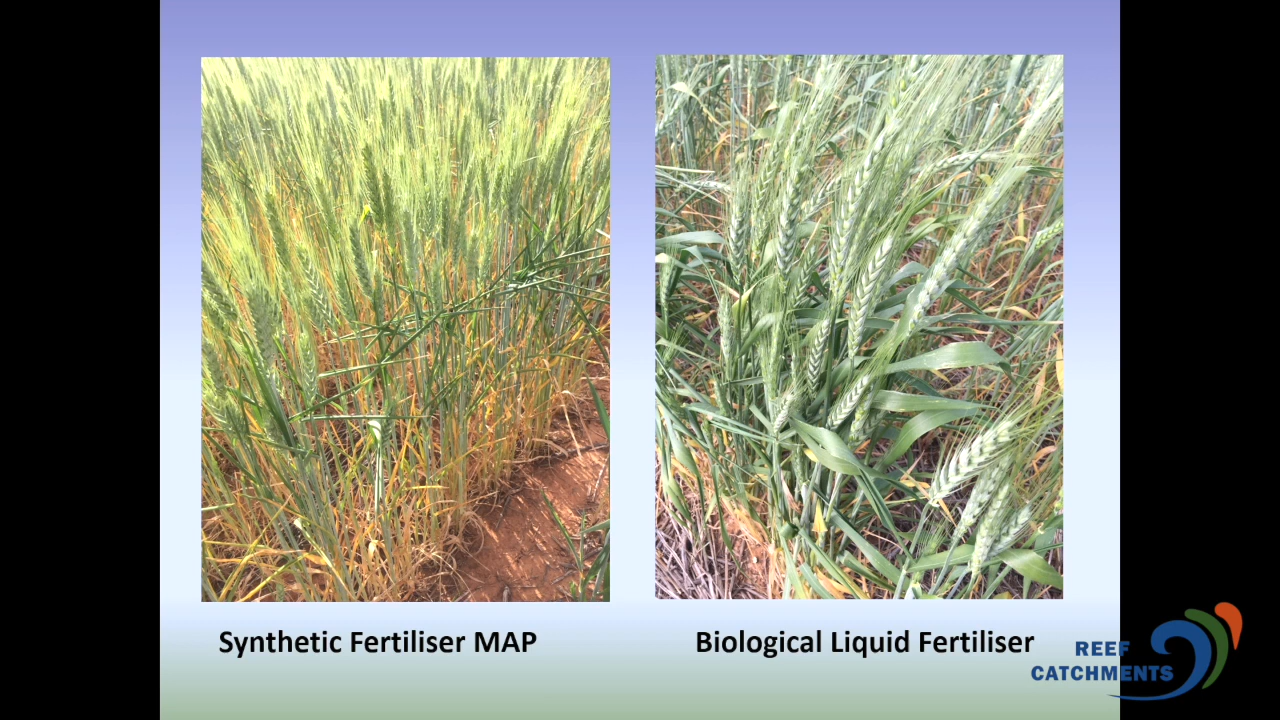 Synthetic Fertiliser MAP
Biological Liquid Fertiliser
REEF
CATCHMENTS